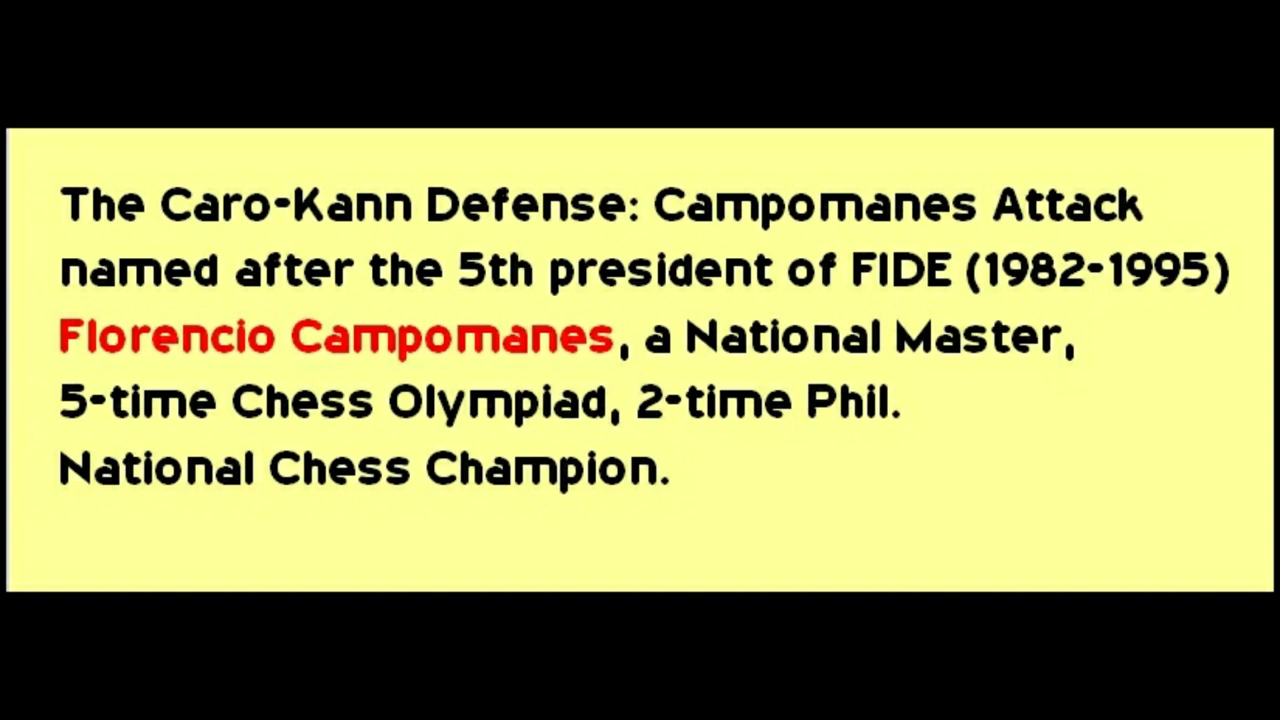 The Caro-Kann Defense: Campomanes Attack
named after the 5th president of FIDE (1982-1995)
Florencio Campomanes, a National Master,
5-time Chess Olympiad, 2-time Phil.
National Chess Champion.